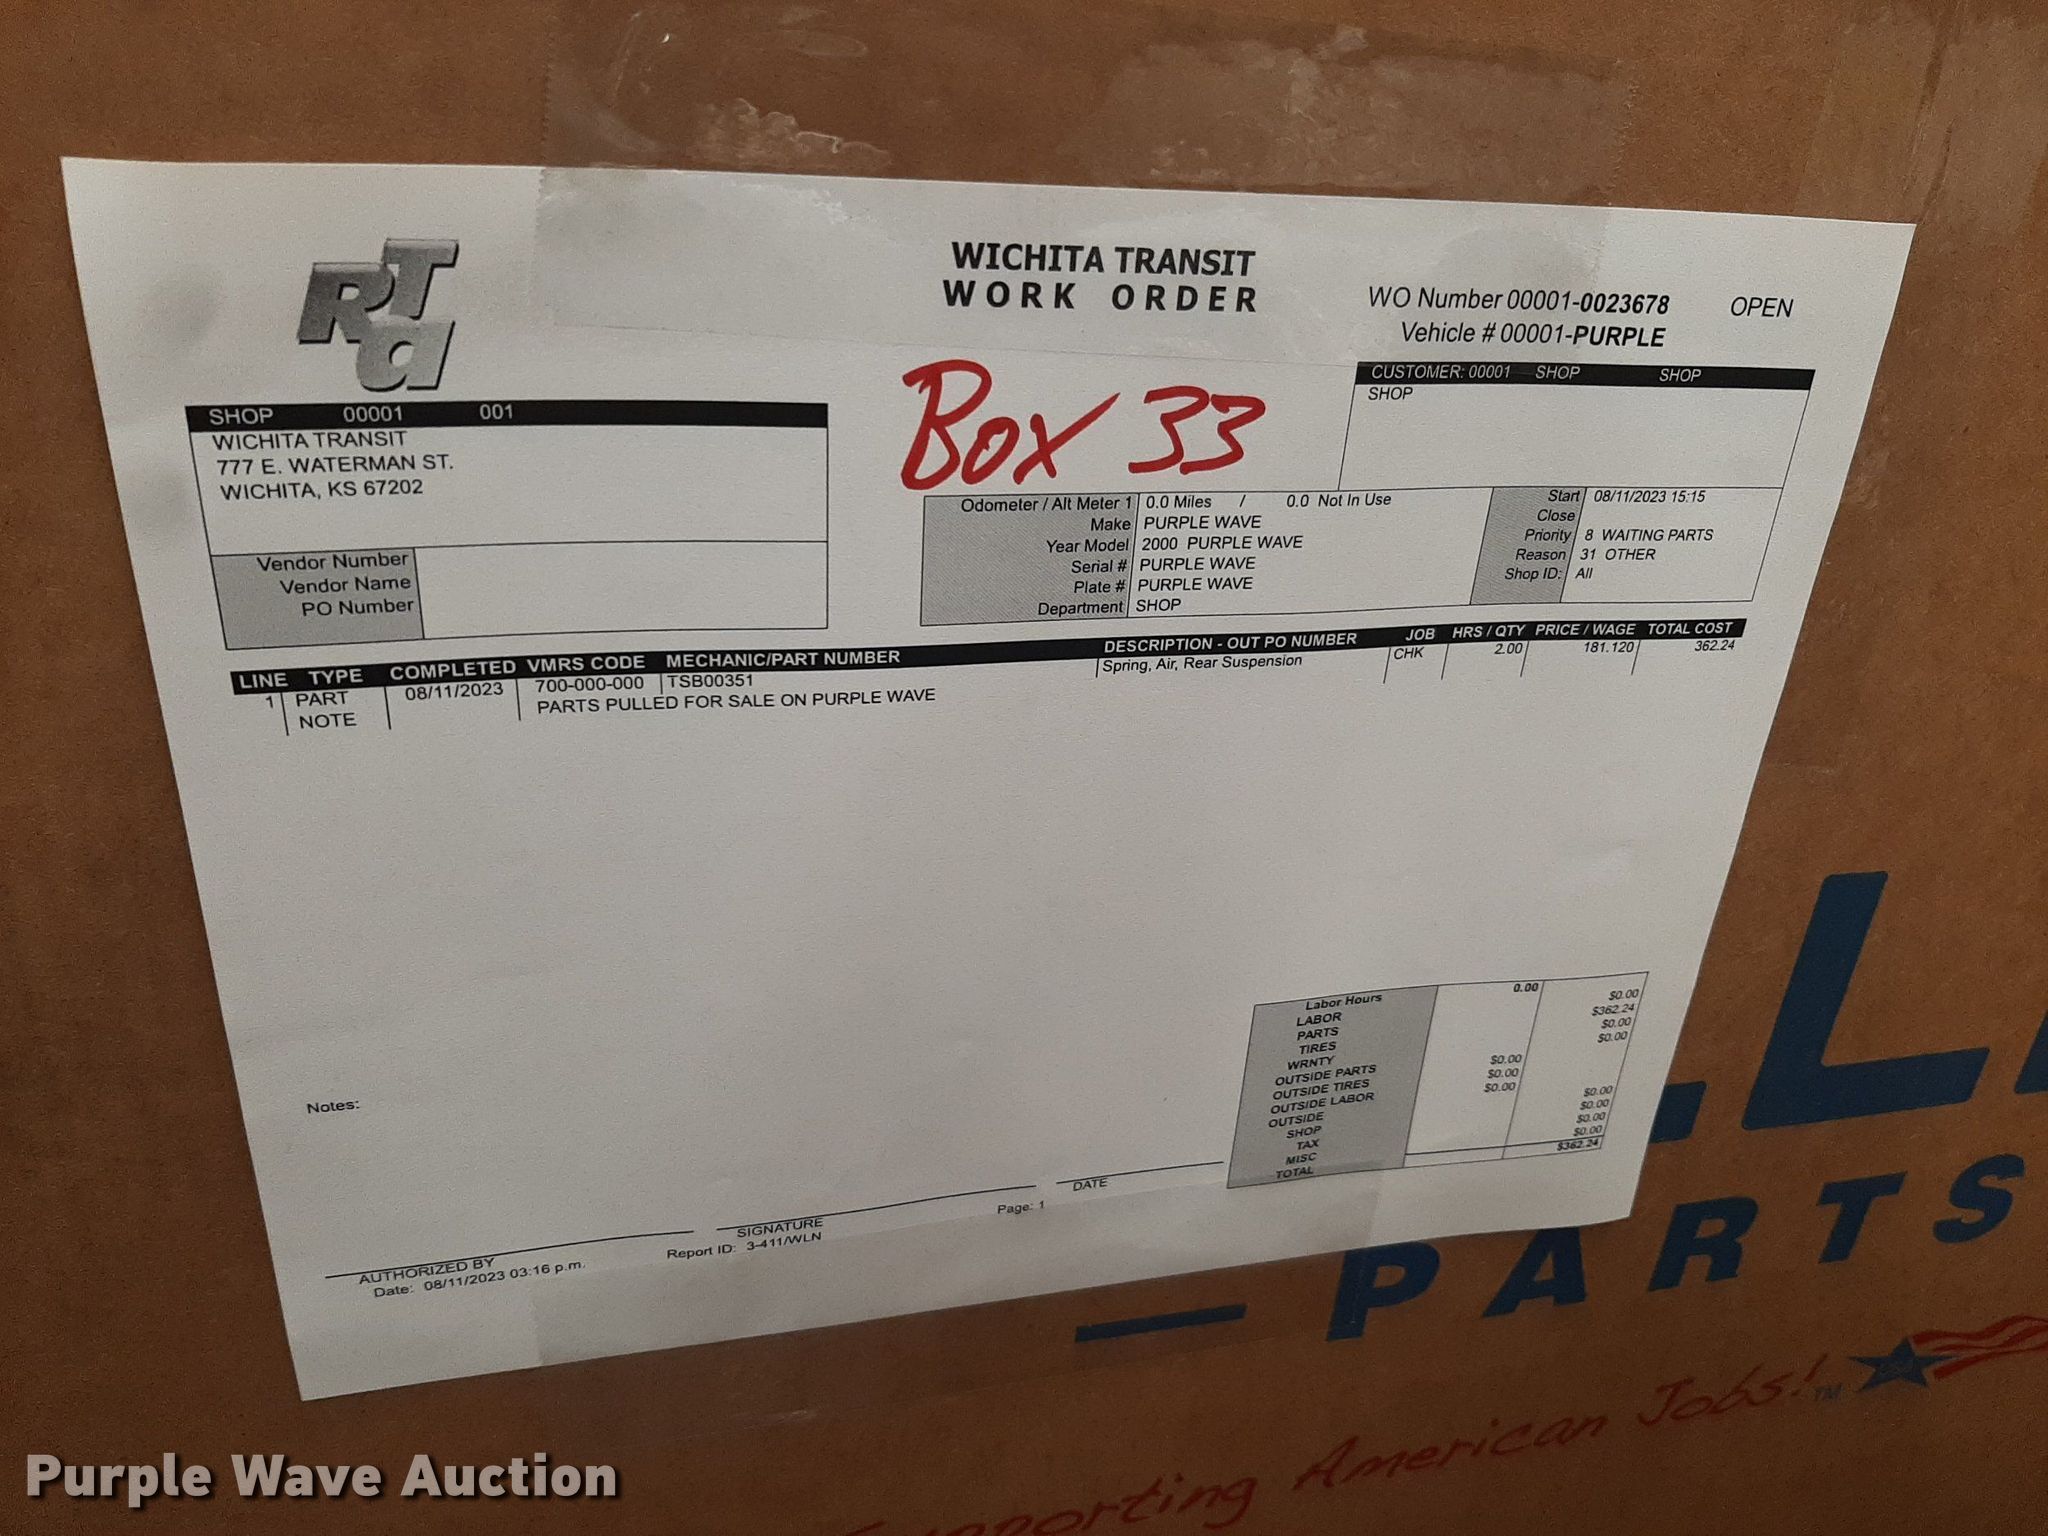 RTa
WICHITA TRANSIT
WORK ORDER
WO Number 00001-0023678 OPEN
Vehicle # 00001-PURPLE
Box 33
SHOP 00001 001
WICHITA TRANSIT
777 E. WATERMAN ST.
WICHITA, KS 67202
CUSTOMER: 00001 SHOP SHOP
SHOP
Vendor Number
Vendor Name
PO Number
Odometer / Alt Meter 1 0.0 Miles / 0.0 Not In Use
Make PURPLE WAVE
Year Model 2000 PURPLE WAVE
Serial # PURPLE WAVE
Plate # PURPLE WAVE
Department SHOP
Start 08/11/2023 15:15
Close
Priority 8 WAITING PARTS
Reason 31 OTHER
Shop ID: All
LINE TYPE COMPLETED VMRS CODE MECHANIC/PART NUMBER DESCRIPTION - OUT PO NUMBER JOB HRS / QTY PRICE / WAGE TOTAL COST
1 PART 08/11/2023 700-000-000 TSB00351 Spring, Air, Rear Suspension CHK 2.00 181.120 362.24
NOTE PARTS PULLED FOR SALE ON PURPLE WAVE
Labor Hours 0.00
LABOR $0.00
PARTS $362.24
TIRES $0.00
WRNTY $0.00
OUTSIDE PARTS $0.00
OUTSIDE TIRES $0.00
OUTSIDE LABOR $0.00
OUTSIDE $0.00
SHOP $0.00
TAX $0.00
MISC $0.00
TOTAL $362.24
Notes:
AUTHORIZED BY SIGNATURE DATE
Date: 08/11/2023 03:16 p.m. Report ID: 3-411/WLN Page: 1
PARTS
Supporting American Jobs!™
Purple Wave Auction